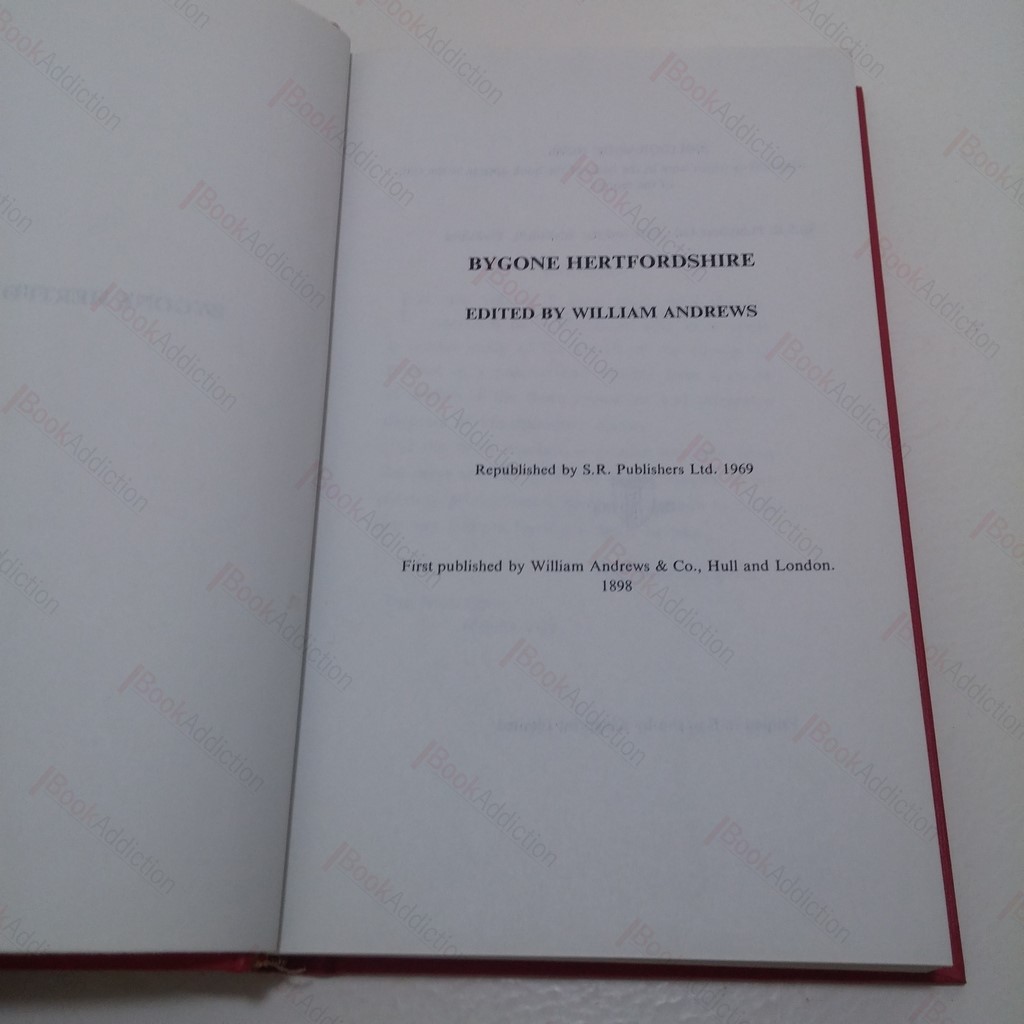 BYGONE HERTFORDSHIRE
EDITED BY WILLIAM ANDREWS
Republished by S.R. Publishers Ltd. 1969
First published by William Andrews & Co., Hull and London.
1898
BookAddiction